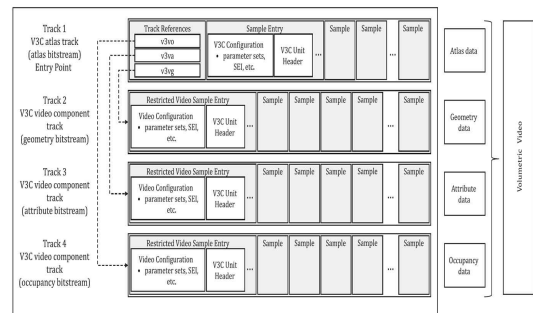 Track 1
V3C atlas track
(atlas bitstream)
Entry Point
Track References
v3vo
v3va
v3vg
Sample Entry
V3C Configuration
• parameter sets,
SEI, etc.
V3C Unit
Header
...
Sample
Sample
Sample
...
Sample
Atlas data
Track 2
V3C video component
track
(geometry bitstream)
Restricted Video Sample Entry
Video Configuration
• parameter sets, SEI,
etc.
V3C Unit
Header
...
Sample
Sample
Sample
Sample
Sample
...
Sample
Geometry
data
Track 3
V3C video component
track
(attribute bitstream)
Restricted Video Sample Entry
Video Configuration
• parameter sets, SEI,
etc.
V3C Unit
Header
...
Sample
Sample
Sample
Sample
Sample
...
Sample
Attribute
data
Track 4
V3C video component
track
(occupancy bitstream)
Restricted Video Sample Entry
Video Configuration
• parameter sets, SEI,
etc.
V3C Unit
Header
...
Sample
Sample
Sample
Sample
Sample
...
Sample
Occupancy
data
Volumetric Video